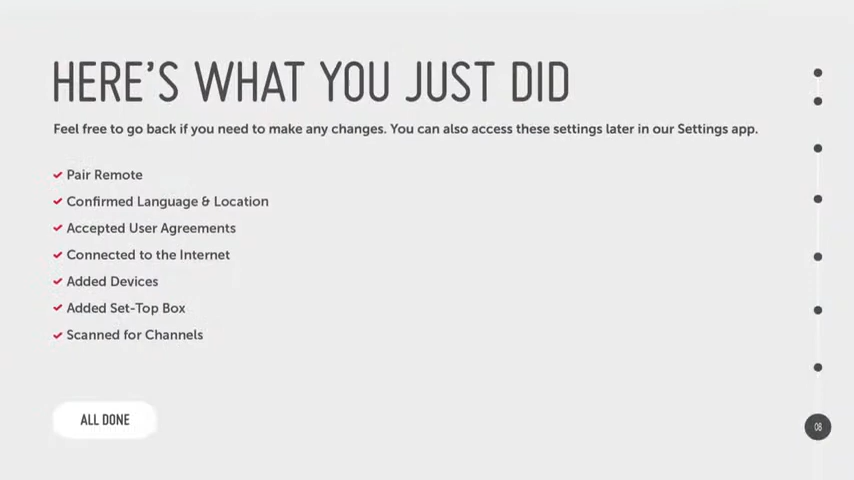 HERE'S WHAT YOU JUST DID
Feel free to go back if you need to make any changes. You can also access these settings later in our Settings app.
Pair Remote
Confirmed Language & Location
Accepted User Agreements
Connected to the Internet
Added Devices
Added Set-Top Box
Scanned for Channels
ALL DONE
08